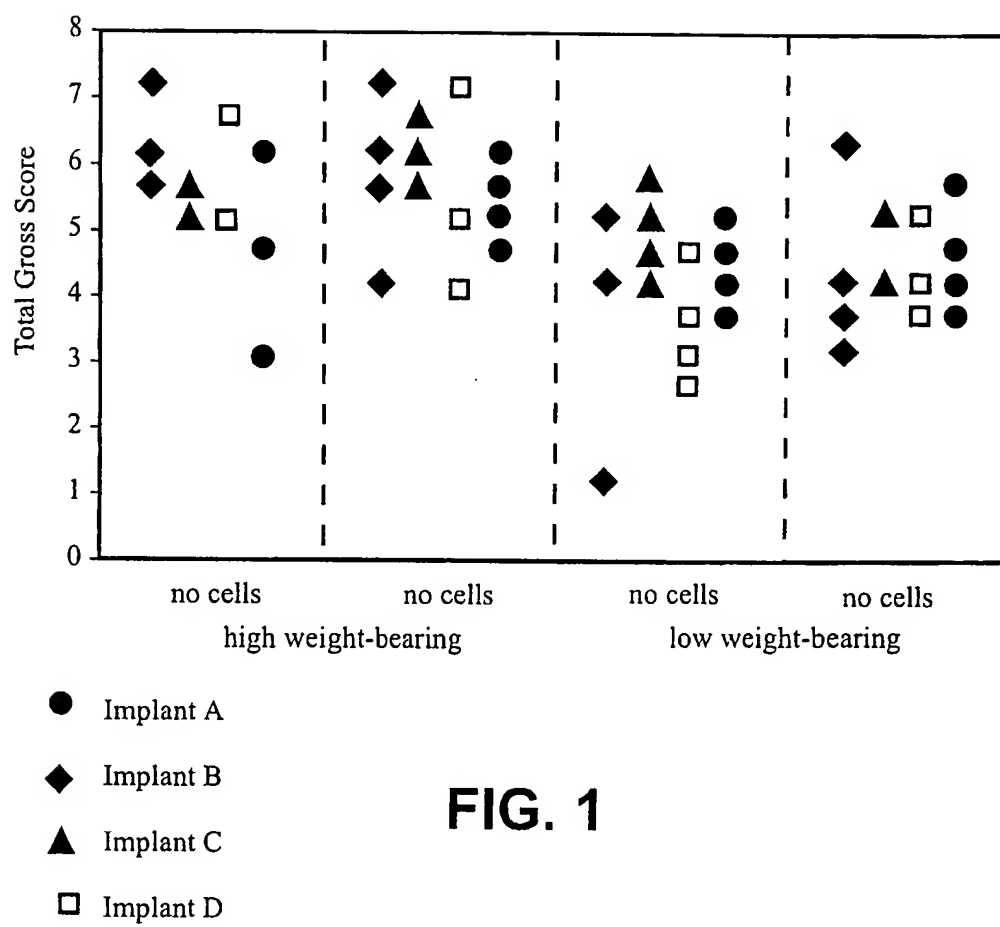 Total Gross Score
8
7
6
5
4
3
2
1
0
no cells no cells no cells no cells
high weight-bearing low weight-bearing
Implant A
Implant B
Implant C
Implant D
FIG. 1